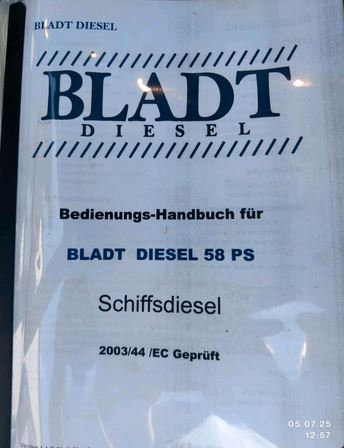 BLADT DIESEL
BLADT
DIESEL
Bedienungs-Handbuch für
BLADT DIESEL 58 PS
Schiffsdiesel
2003/44 /EC Geprüft
05.07.25
12:57